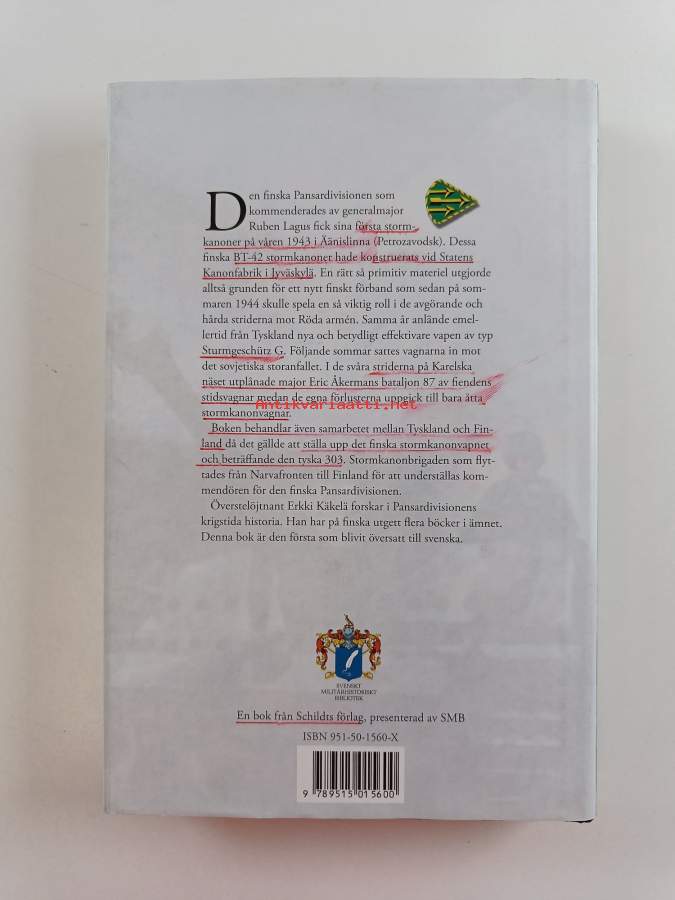 Den finska Pansardivisionen som
kommenderades av generalmajor
Ruben Lagus fick sina första storm-
kanoner på våren 1943 i Äänislinna (Petrozavodsk). Dessa
finska BT-42 stormkanoner hade konstruerats vid Statens
Kanonfabrik i Jyväskylä. En rätt så primitiv materiel utgjorde
alltså grunden för ett nytt finskt förband som sedan på som-
maren 1944 skulle spela en så viktig roll i de avgörande och
hårda striderna mot Röda armén. Samma år anlände emel-
lertid från Tyskland nya och betydligt effektivare vapen av typ
Sturmgeschütz G. Följande sommar sattes vagnarna in mot
det sovjetiska storanfallet. I de svåra striderna på Karelska
näset utplånade major Eric Åkermans bataljon 87 av fiendens
stidsvagnar medan de egna förlusterna uppgick till bara åtta
stormkanonvagnar.
Antikvariaatti.net
Boken behandlar även samarbetet mellan Tyskland och Fin-
land då det gällde att ställa upp det finska stormkanonvapnet
och beträffande den tyska 303. Stormkanonbrigaden som flyt-
tades från Narvafronten till Finland för att underställas kom-
mendören för den finska Pansardivisionen.
Överstelöjtnant Erkki Käkelä forskar i Pansardivisionens
krigstida historia. Han har på finska utgett flera böcker i ämnet.
Denna bok är den första som blivit översatt till svenska.
SVENSKT
MILITÄRHISTORISKT
BIBLIOTEK
En bok från Schildts förlag, presenterad av SMB
ISBN 951-50-1560-X
9 789515 015600